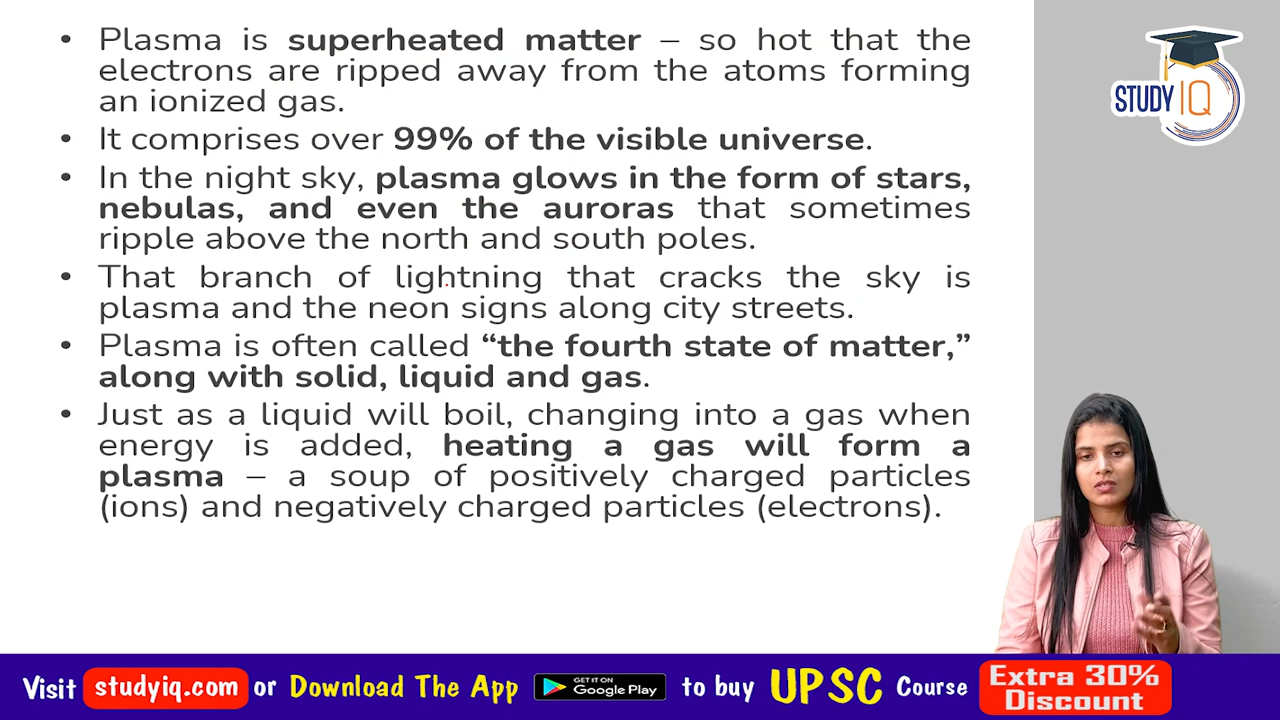 • Plasma is superheated matter – so hot that the
electrons are ripped away from the atoms forming
an ionized gas.
• It comprises over 99% of the visible universe.
• In the night sky, plasma glows in the form of stars,
nebulas, and even the auroras that sometimes
ripple above the north and south poles.
• That branch of lightning that cracks the sky is
plasma and the neon signs along city streets.
• Plasma is often called “the fourth state of matter,”
along with solid, liquid and gas.
• Just as a liquid will boil, changing into a gas when
energy is added, heating a gas will form a
plasma – a soup of positively charged particles
(ions) and negatively charged particles (electrons).
STUDY IQ
Visit studyiq.com or Download The App GET IT ON Google Play to buy UPSC Course Extra 30% Discount